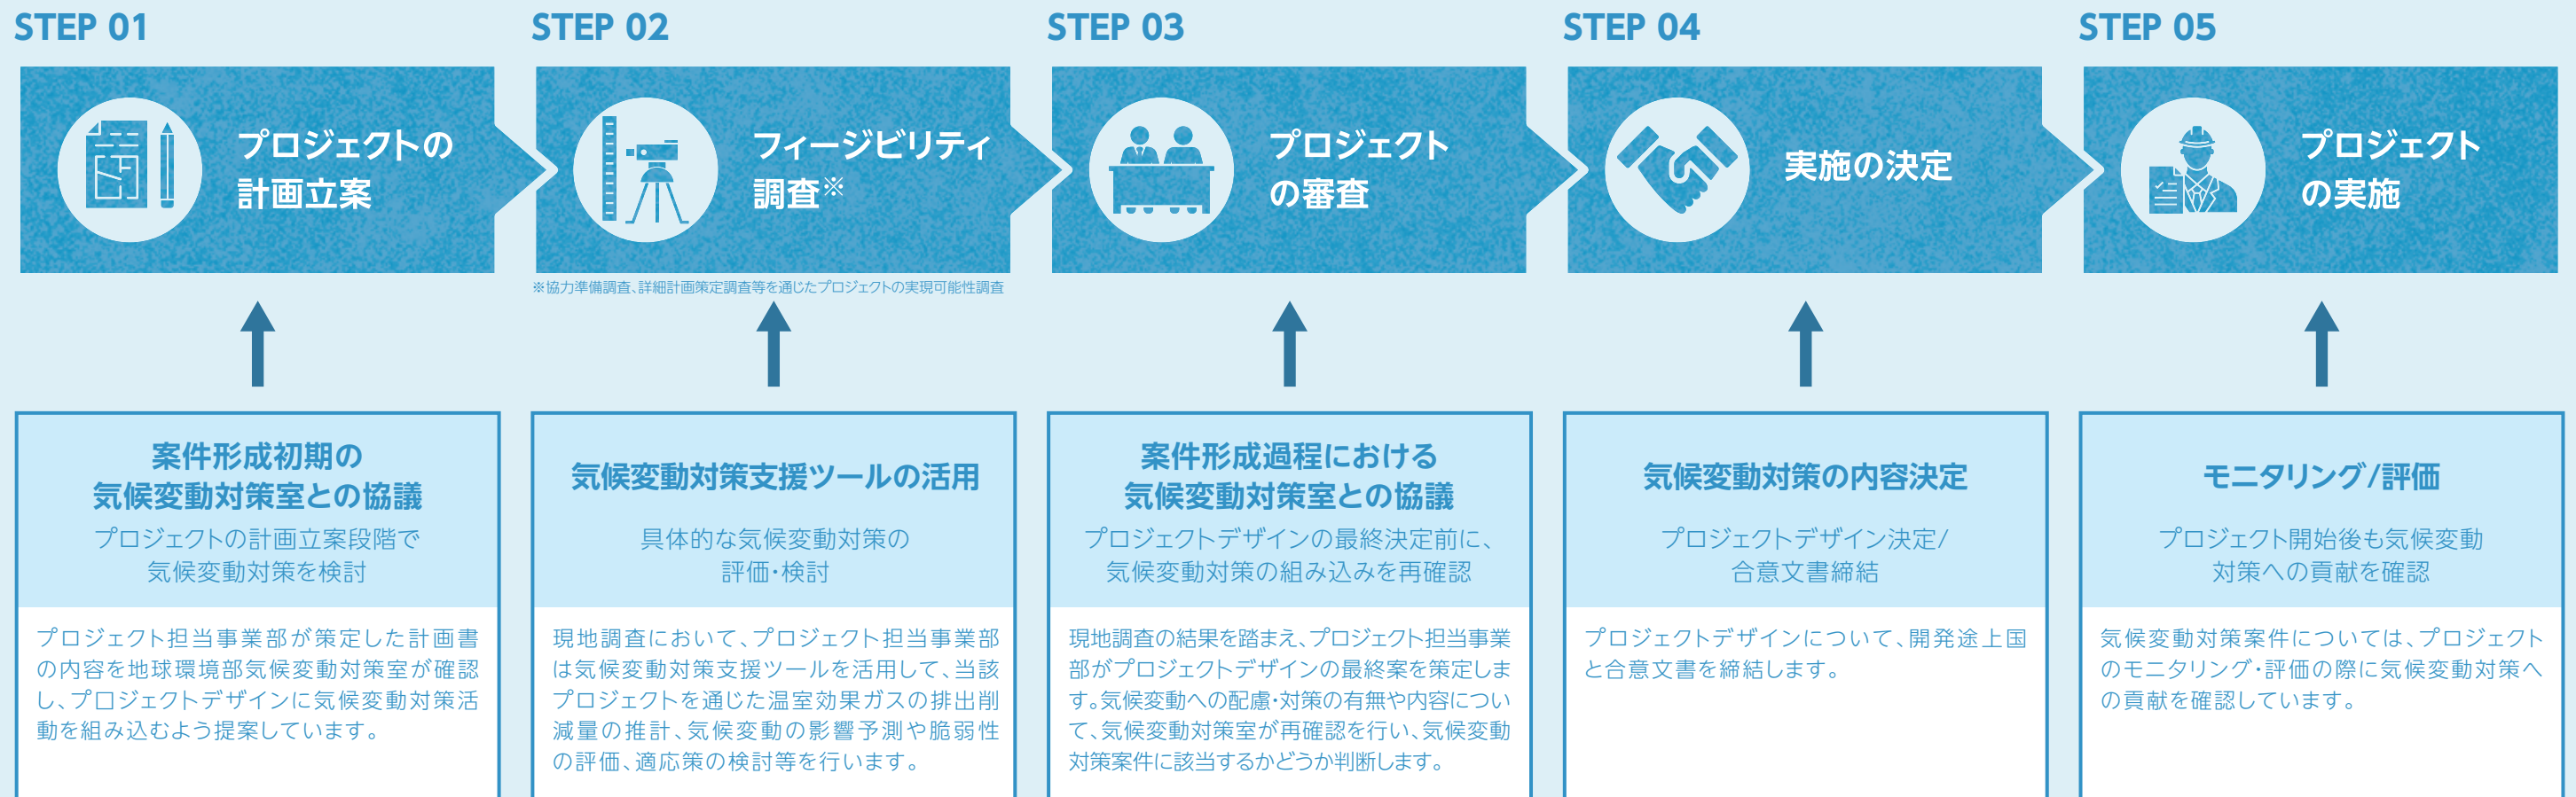 STEP 01
プロジェクトの
計画立案
案件形成初期の
気候変動対策室との協議
プロジェクトの計画立案段階で
気候変動対策を検討
プロジェクト担当事業部が策定した計画書
の内容を地球環境部気候変動対策室が確認
し、プロジェクトデザインに気候変動対策活
動を組み込むよう提案しています。
STEP 02
フィージビリティ
調査※
※協力準備調査、詳細計画策定調査等を通じたプロジェクトの実現可能性調査
気候変動対策支援ツールの活用
具体的な気候変動対策の
評価・検討
現地調査において、プロジェクト担当事業部
は気候変動対策支援ツールを活用して、当該
プロジェクトを通じた温室効果ガスの排出削
減量の推計、気候変動の影響予測や脆弱性
の評価、適応策の検討等を行います。
STEP 03
プロジェクト
の審査
案件形成過程における
気候変動対策室との協議
プロジェクトデザインの最終決定前に、
気候変動対策の組み込みを再確認
現地調査の結果を踏まえ、プロジェクト担当事業
部がプロジェクトデザインの最終案を策定しま
す。気候変動への配慮・対策の有無や内容につい
て、気候変動対策室が再確認を行い、気候変動
対策案件に該当するかどうか判断します。
STEP 04
実施の決定
気候変動対策の内容決定
プロジェクトデザイン決定/
合意文書締結
プロジェクトデザインについて、開発途上国
と合意文書を締結します。
STEP 05
プロジェクト
の実施
モニタリング/評価
プロジェクト開始後も気候変動
対策への貢献を確認
気候変動対策案件については、プロジェクト
のモニタリング・評価の際に気候変動対策へ
の貢献を確認しています。